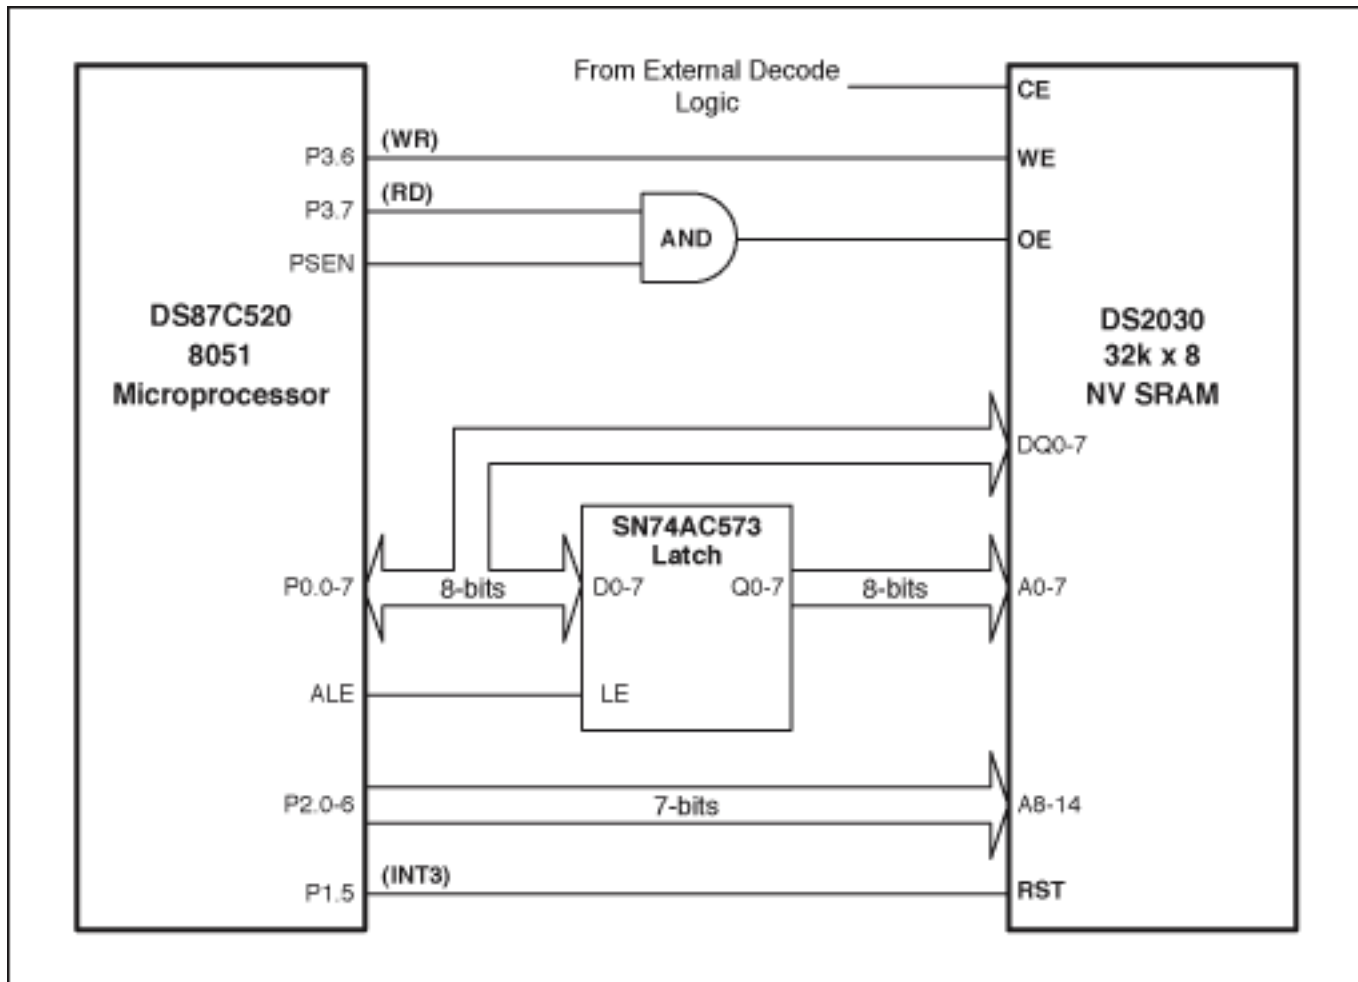 From External Decode
Logic
CE
P3.6
(WR)
WE
P3.7
(RD)
AND
OE
PSEN
DS87C520
8051
Microprocessor
DS2030
32k x 8
NV SRAM
DQ0-7
SN74AC573
Latch
P0.0-7
8-bits
D0-7
Q0-7
8-bits
A0-7
ALE
LE
P2.0-6
7-bits
A8-14
P1.5
(INT3)
RST